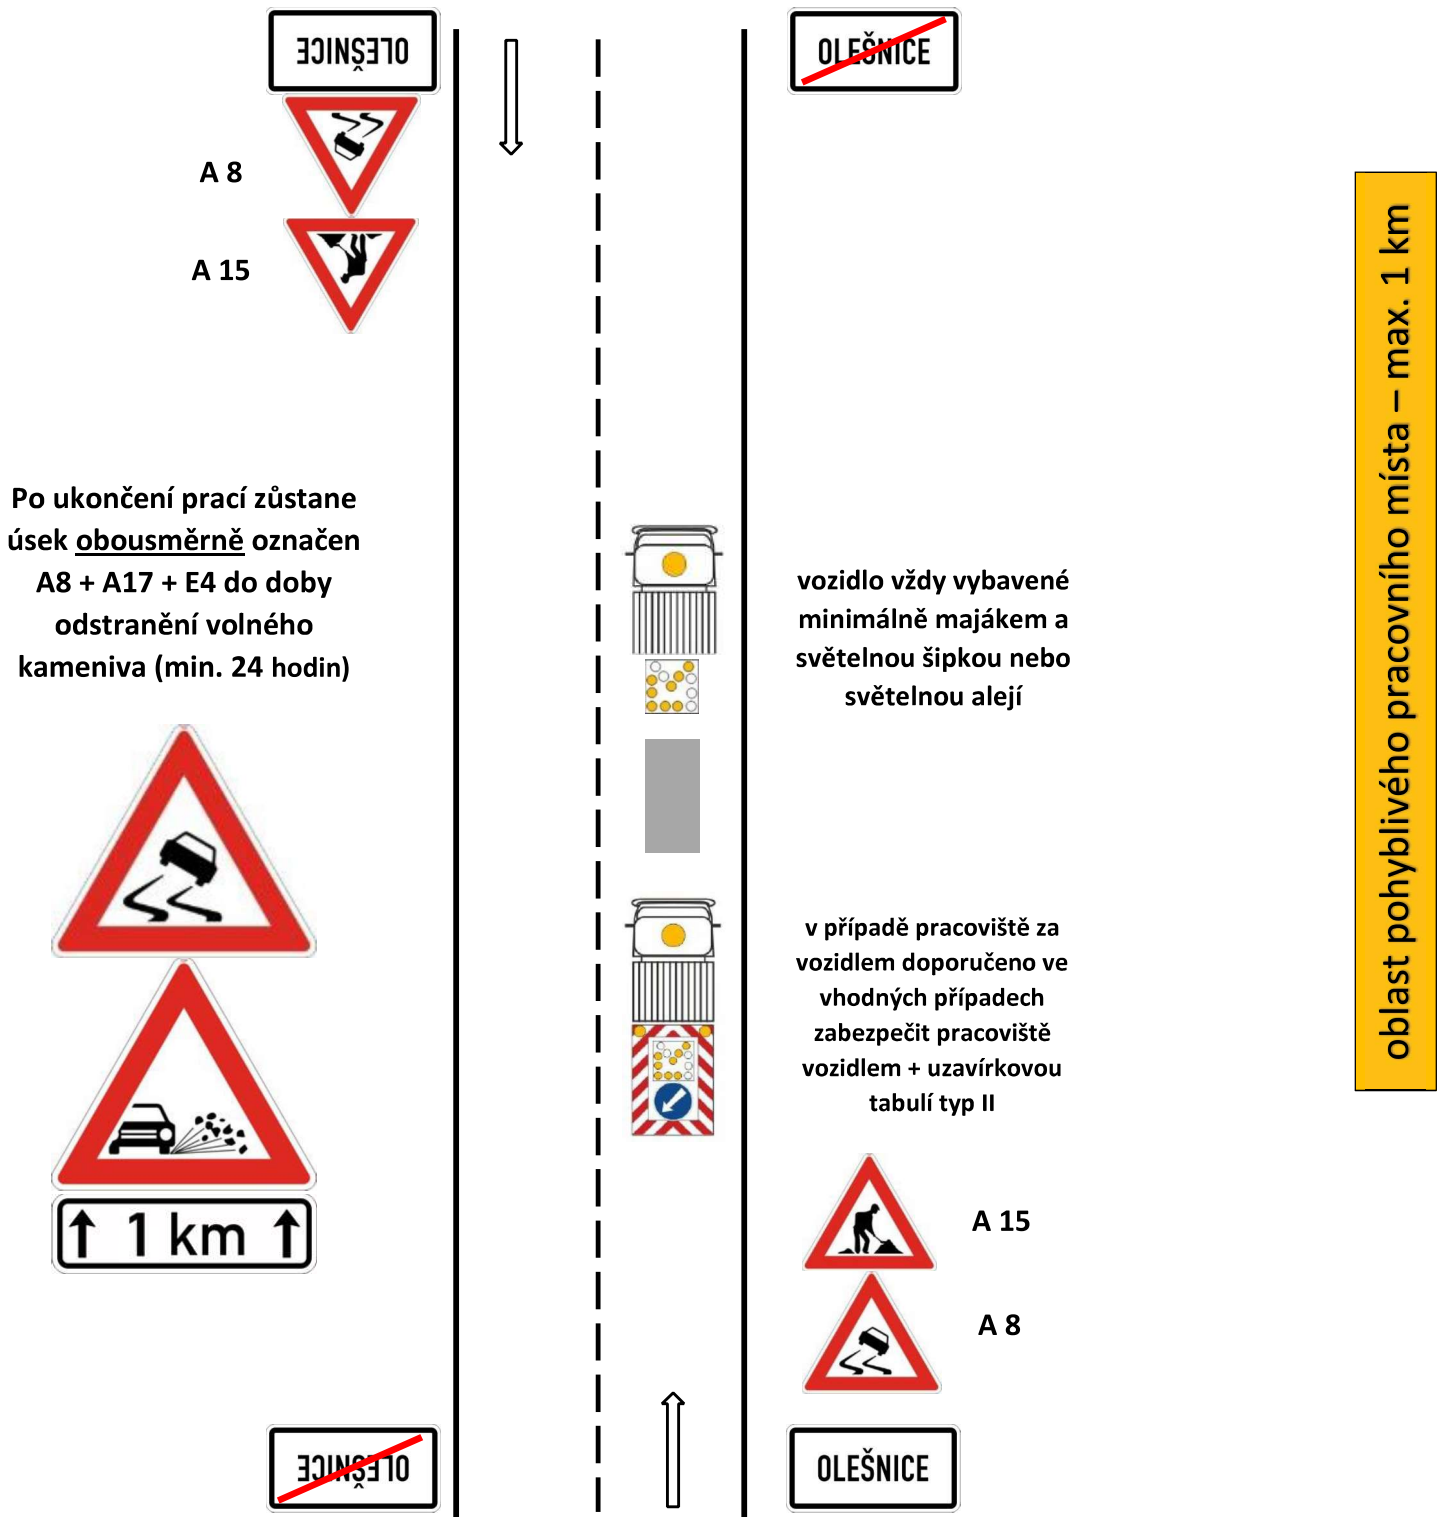 OLEŠNICE
OLEŠNICE
A 8
A 15
oblast pohyblivého pracovního místa – max. 1 km
Po ukončení prací zůstane
úsek obousměrně označen
A8 + A17 + E4 do doby
odstranění volného
kameniva (min. 24 hodin)
vozidlo vždy vybavené
minimálně majákem a
světelnou šipkou nebo
světelnou alejí
v případě pracoviště za
vozidlem doporučeno ve
vhodných případech
zabezpečit pracoviště
vozidlem + uzavírkovou
tabulí typ II
1 km
A 15
A 8
OLEŠNICE
OLEŠNICE